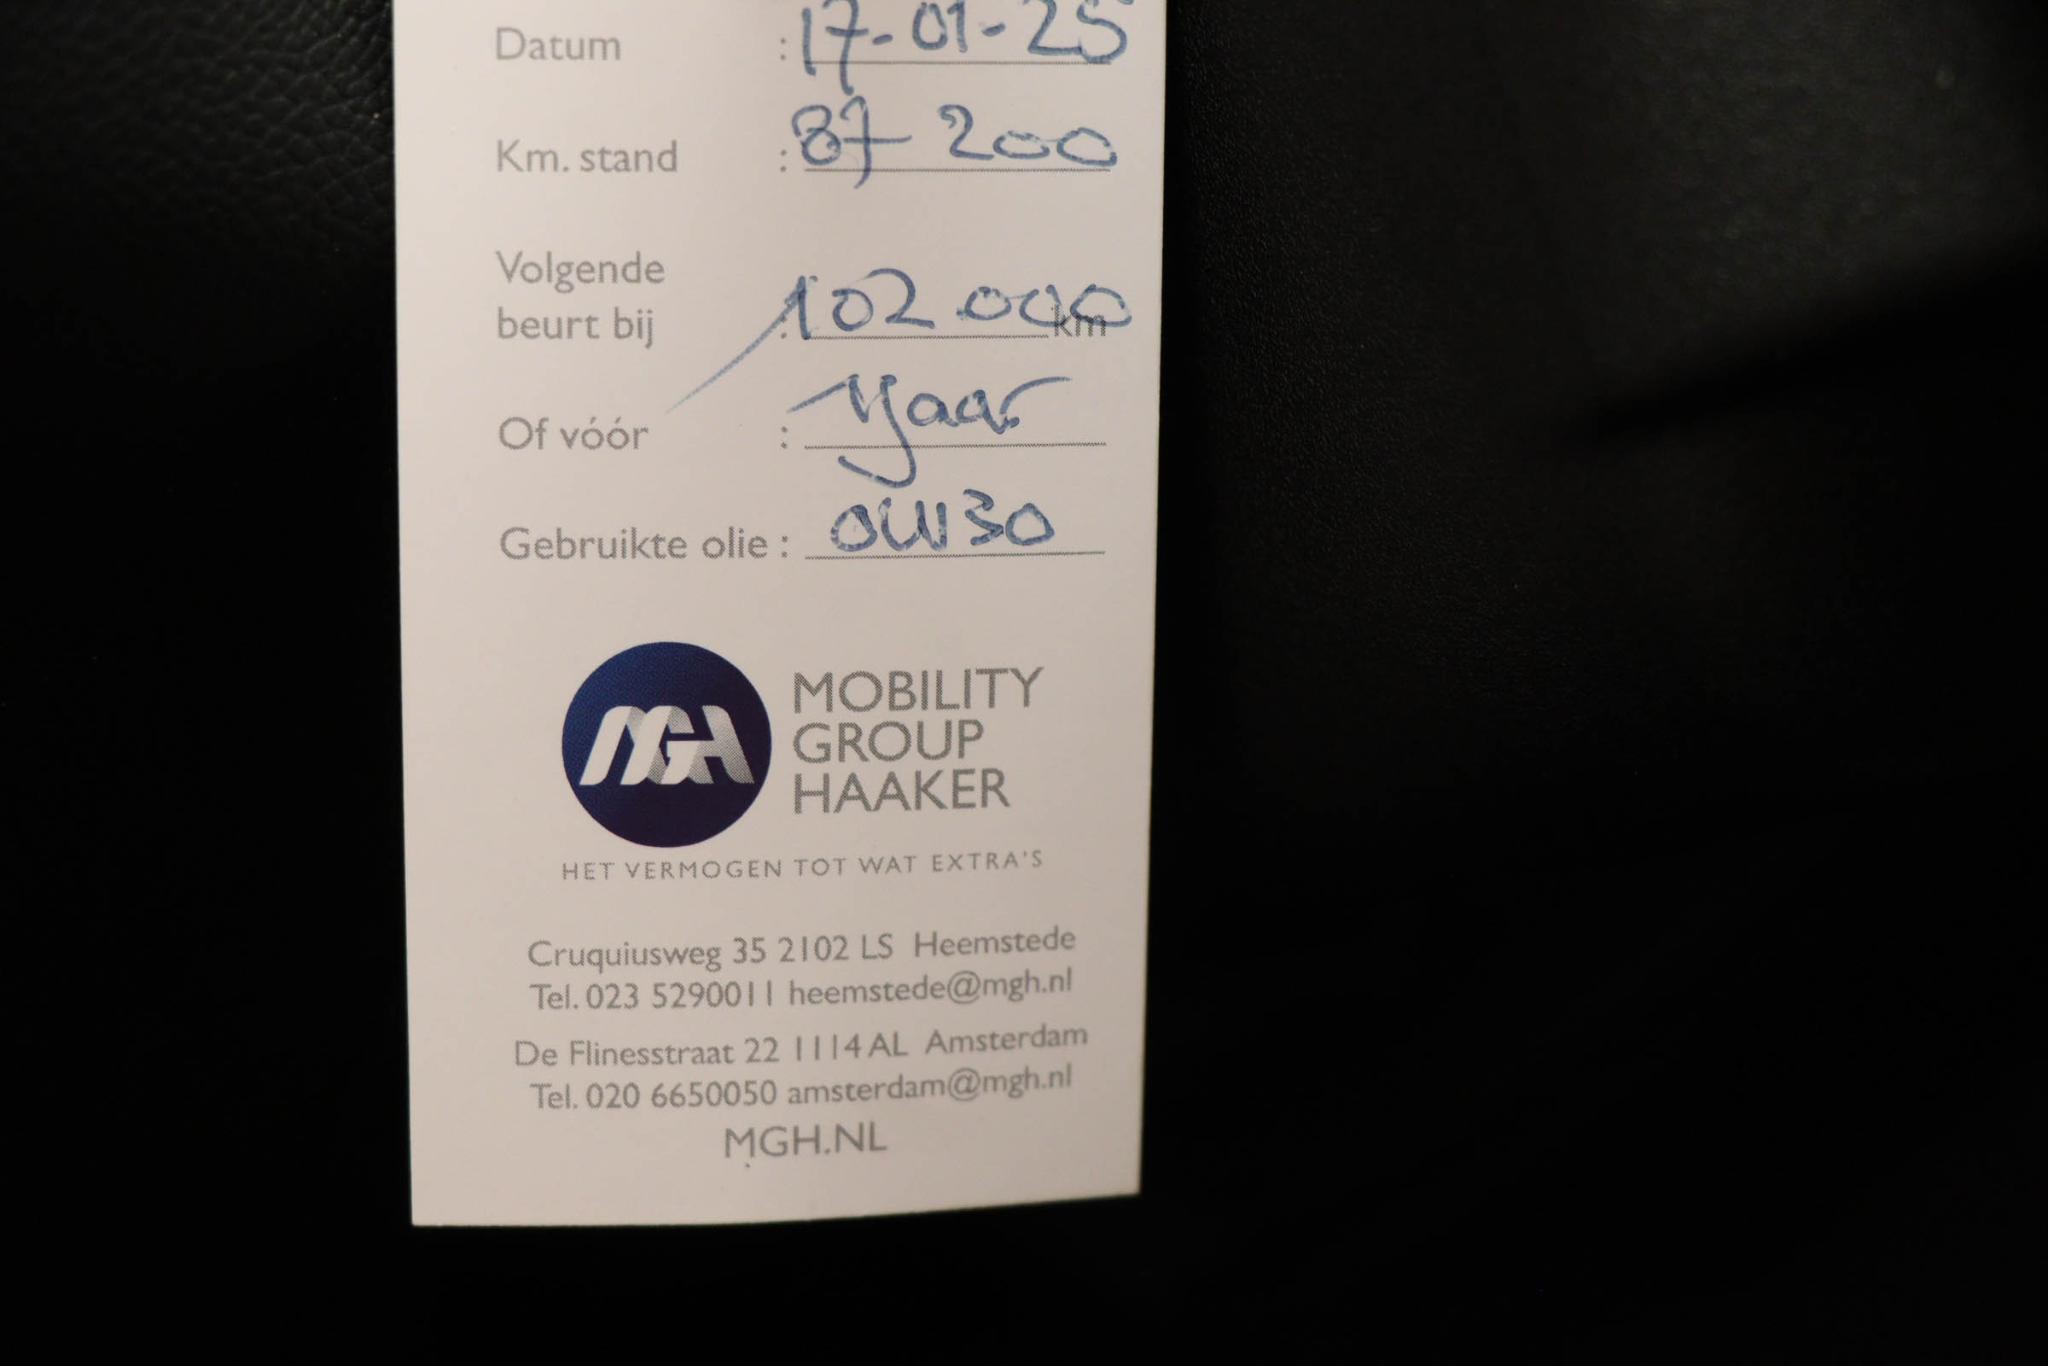 Datum : 17-01-25
Km. stand : 87 200
Volgende
beurt bij : 102 000 km
Of vóór : 1 jaar
Gebruikte olie : 0W30
MGH
MOBILITY
GROUP
HAAKER
HET VERMOGEN TOT WAT EXTRA'S
Cruquiusweg 35 2102 LS Heemstede
Tel. 023 5290011 heemstede@mgh.nl
De Flinesstraat 22 1114 AL Amsterdam
Tel. 020 6650050 amsterdam@mgh.nl
MGH.NL